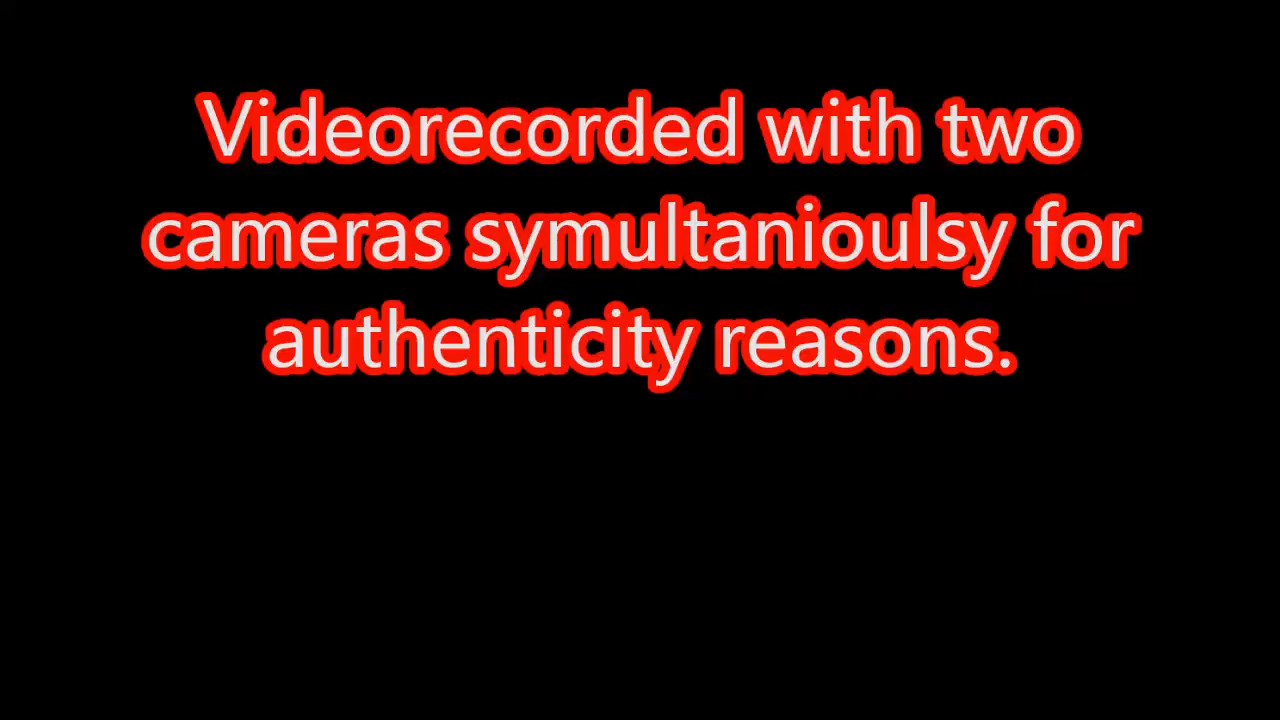 Videorecorded with two
cameras symultanioulsy for
authenticity reasons.